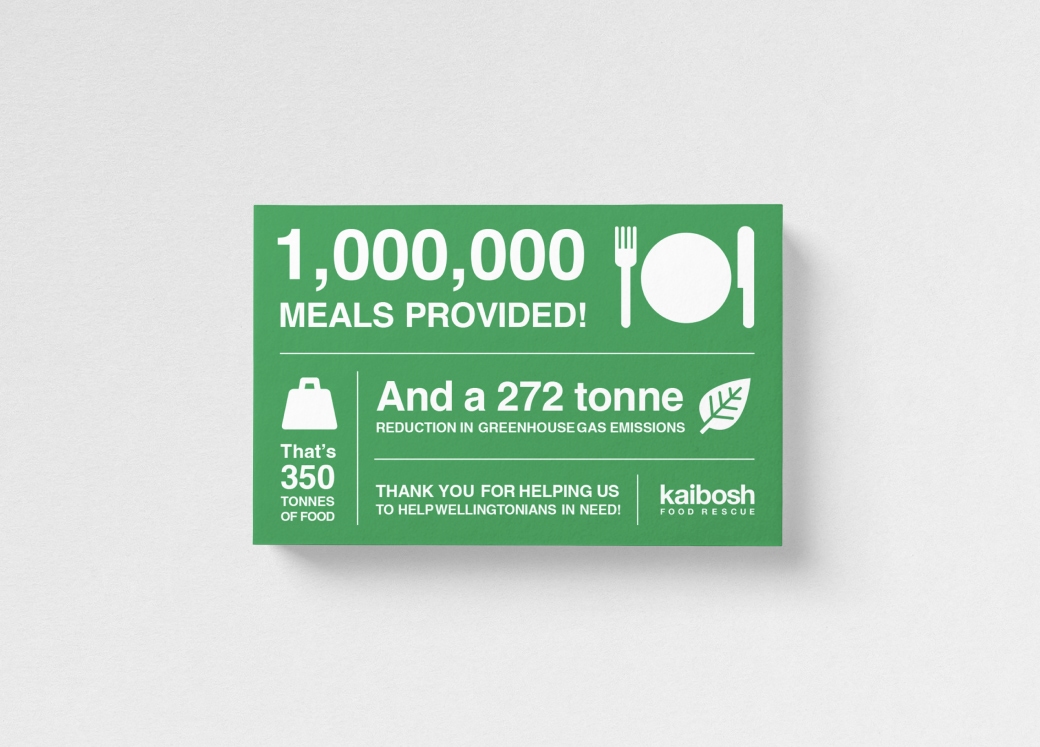 1,000,000
MEALS PROVIDED!
That's
350
TONNES
OF FOOD
And a 272 tonne
REDUCTION IN GREENHOUSE GAS EMISSIONS
THANK YOU FOR HELPING US
TO HELP WELLINGTONIANS IN NEED!
kaibosh
FOOD RESCUE